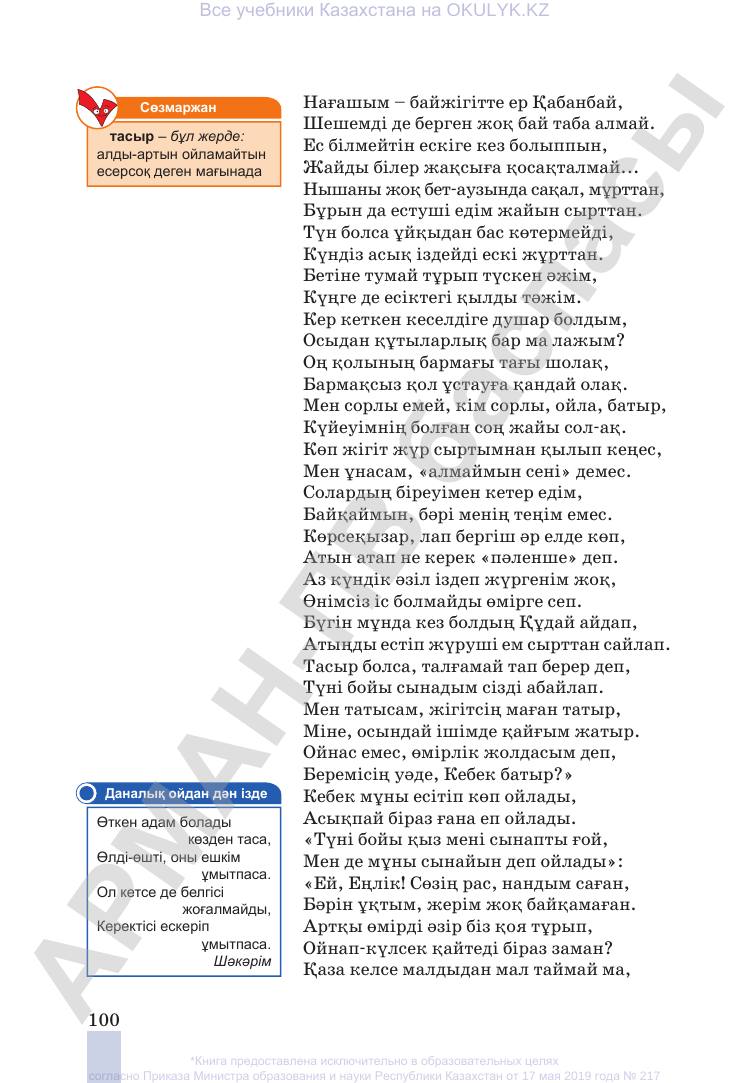 Все учебники Казахстана на OKULYK.KZ
Сөзмаржан
тасыр – бұл жерде:
алды-артын ойламайтын
есерсоқ деген мағынада
Нағашым – байжігітте ер Қабанбай,
Шешемді де берген жоқ бай таба алмай.
Ес білмейтін ескіге кез болыппын,
Жайды білер жақсыға қосақталмай...
Нышаны жоқ бет-аузында сақал, мұрттан,
Бұрын да естуші едім жайын сырттан.
Түн болса ұйқыдан бас көтермейді,
Күндіз асық іздейді ескі жұрттан.
Бетіне тумай тұрып түскен әжім,
Күңге де есіктегі қылды тәжім.
Кер кеткен кеселдіге душар болдым,
Осыдан құтыларлық бар ма лажым?
Оң қолының бармағы тағы шолақ,
Бармақсыз қол ұстауға қандай олақ.
Мен сорлы емей, кім сорлы, ойла, батыр,
Күйеуімнің болған соң жайы сол-ақ.
Көп жігіт жүр сыртымнан қылып кеңес,
Мен ұнасам, «алмаймын сені» демес.
Солардың біреуімен кетер едім,
Байқаймын, бәрі менің теңім емес.
Көрсеқызар, лап бергіш әр елде көп,
Атын атап не керек «пәленше» деп.
Аз күндік әзіл іздеп жүргенім жоқ,
Өнімсіз іс болмайды өмірге сеп.
Бүгін мұнда кез болдың Құдай айдап,
Атыңды естіп жүруші ем сырттан сайлап.
Тасыр болса, талғамай тап берер деп,
Түні бойы сынадым сізді абайлап.
Мен татысам, жігітсің маған татыр,
Міне, осындай ішімде қайғым жатыр.
Ойнас емес, өмірлік жолдасым деп,
Беремісің уәде, Кебек батыр?»
Кебек мұны есітіп көп ойлады,
Асықпай біраз ғана еп ойлады.
«Түні бойы қыз мені сынапты ғой,
Мен де мұны сынайын деп ойлады»:
«Ей, Еңлік! Сөзің рас, нандым саған,
Бәрін ұқтым, жерім жоқ байқамаған.
Артқы өмірді әзір біз қоя тұрып,
Ойнап-күлсек қайтеді біраз заман?
Қаза келсе малдыдан мал таймай ма,
Даналық ойдан дән ізде
Өткен адам болады
көзден таса,
Өлді-өшті, оны ешкім
ұмытпаса.
Ол кетсе де белгісі
жоғалмайды,
Керектісі ескеріп
ұмытпаса.
Шәкәрім
АРМАН-ПВ баспасы
100
*Книга предоставлена исключительно в образовательных целях
согласно Приказа Министра образования и науки Республики Казахстан от 17 мая 2019 года № 217